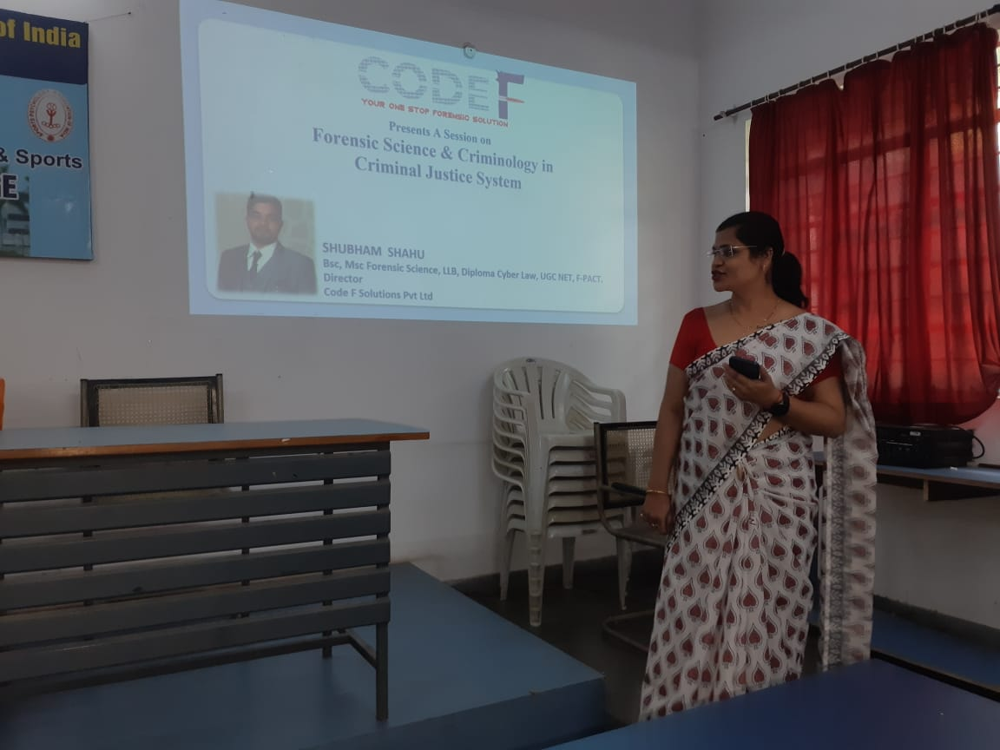 of India
& Sports
GE
CODE F
YOUR ONE STOP FORENSIC SOLUTION
Presents A Session on
Forensic Science & Criminology in
Criminal Justice System
SHUBHAM SHAHU
Bsc, Msc Forensic Science, LLB, Diploma Cyber Law, UGC NET, F-PACT.
Director
Code F Solutions Pvt Ltd